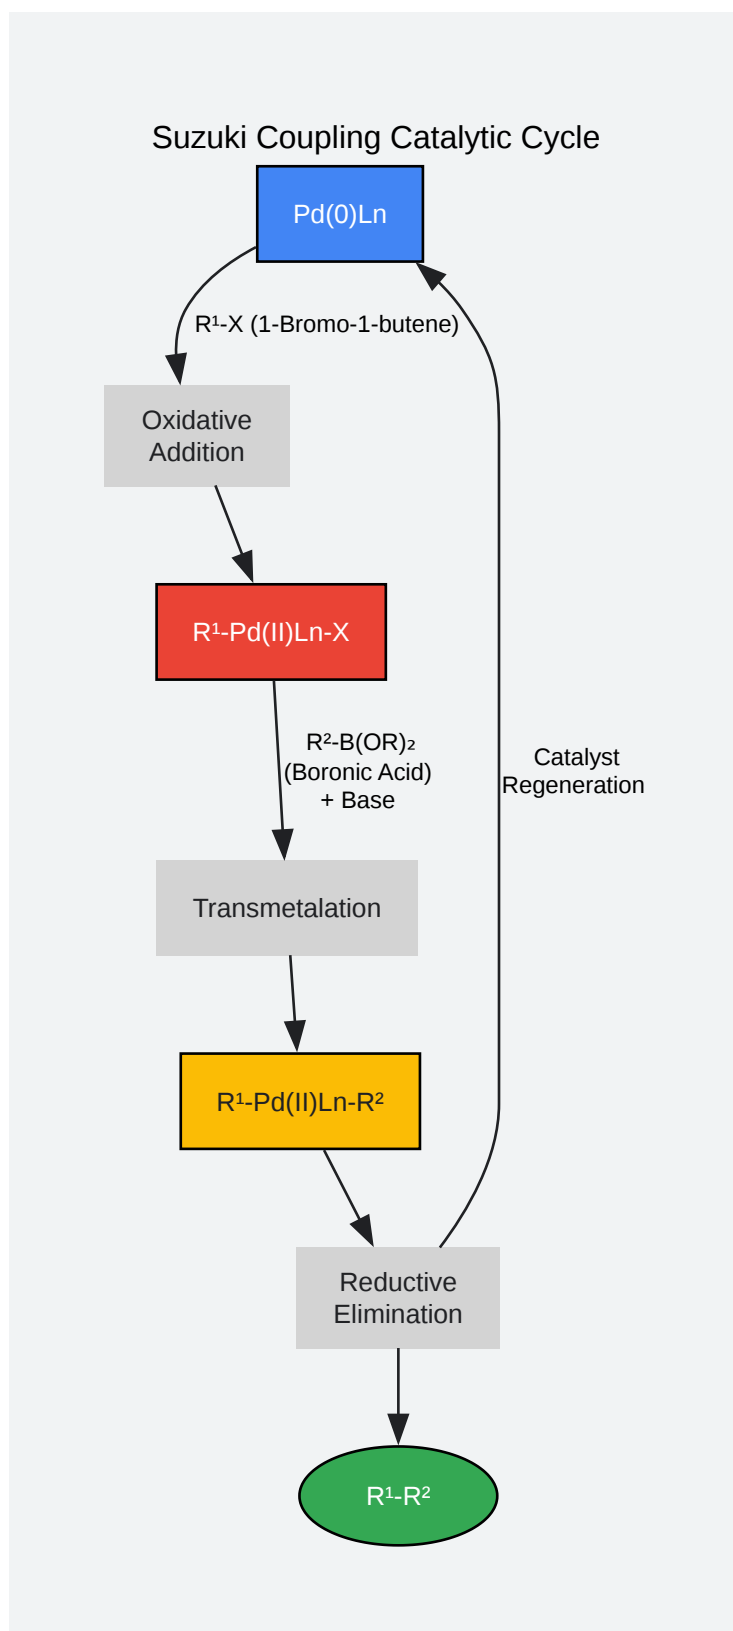 Suzuki Coupling Catalytic Cycle
Pd(0)Ln
R¹-X (1-Bromo-1-butene)
Oxidative
Addition
R¹-Pd(II)Ln-X
R²-B(OR)₂
(Boronic Acid)
+ Base
Catalyst
Regeneration
Transmetalation
R¹-Pd(II)Ln-R²
Reductive
Elimination
R¹-R²